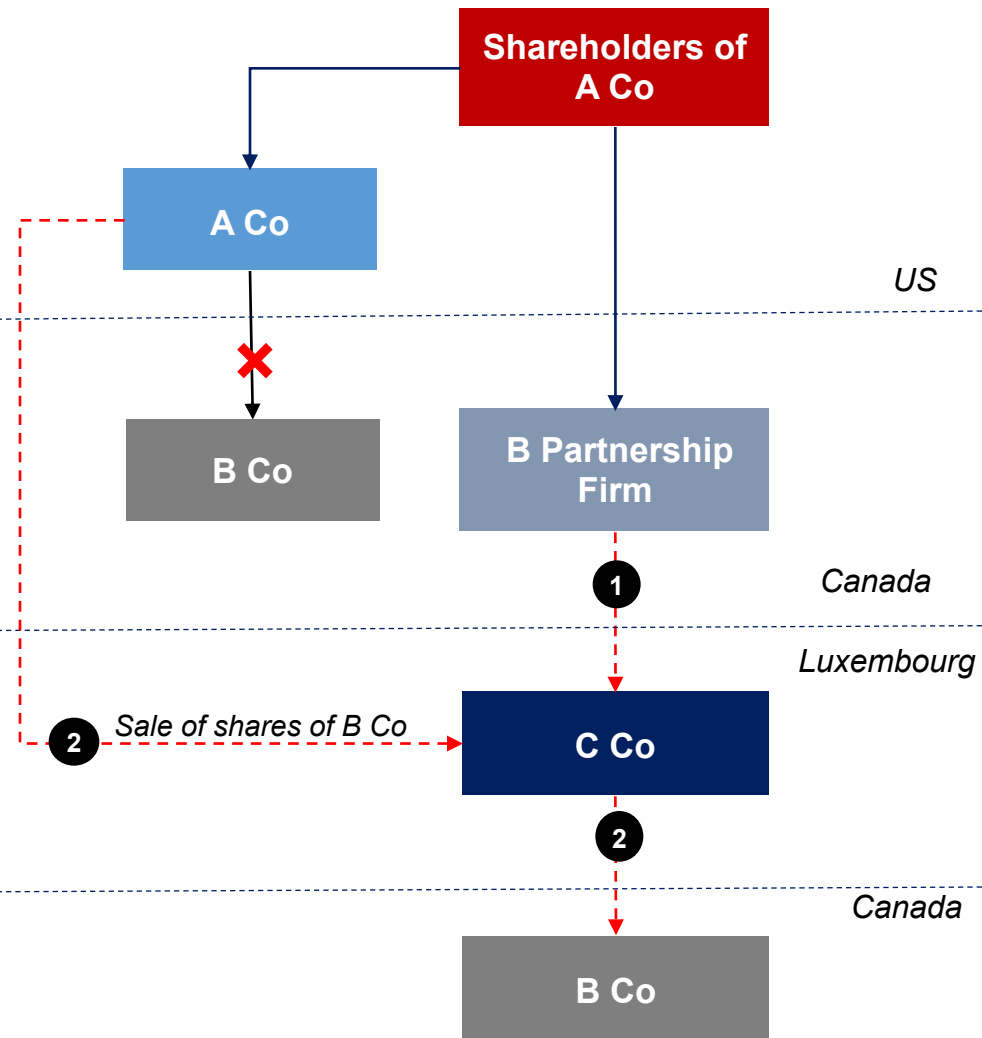 Shareholders of
A Co
A Co
US
B Co
B Partnership
Firm
1
Canada
Luxembourg
2
Sale of shares of B Co
C Co
2
Canada
B Co